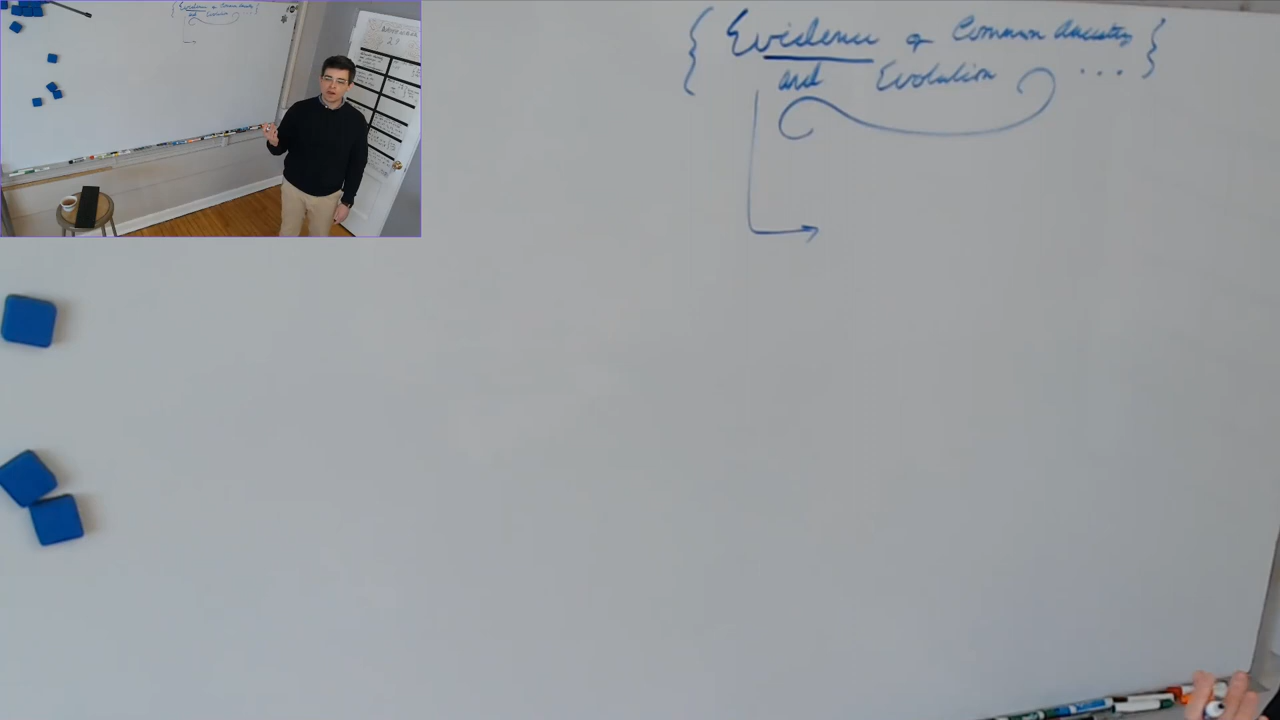 { Evidence of Common Ancestry }
and Evolution ...